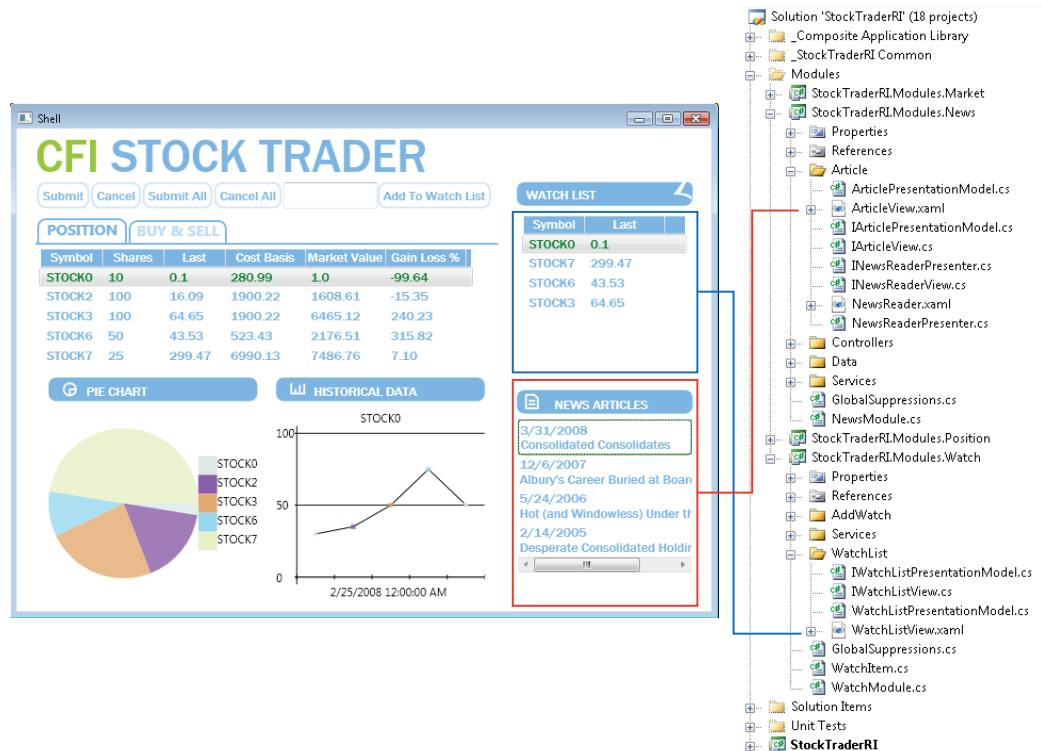 Shell
CFI STOCK TRADER
Submit Cancel Submit All Cancel All Add To Watch List
POSITION BUY & SELL
Symbol Shares Last Cost Basis Market Value Gain Loss %
STOCK0 10 0.1 280.99 1.0 -99.64
STOCK2 100 16.09 1900.22 1608.61 -15.35
STOCK3 100 64.65 1900.22 6465.12 240.23
STOCK6 50 43.53 523.43 2176.51 315.82
STOCK7 25 299.47 6990.13 7486.76 7.10
WATCH LIST
Symbol Last
STOCK0 0.1
STOCK7 299.47
STOCK6 43.53
STOCK3 64.65
PIE CHART
STOCK0
STOCK2
STOCK3
STOCK6
STOCK7
HISTORICAL DATA
STOCK0
100
50
0
2/25/2008 12:00:00 AM
NEWS ARTICLES
3/31/2008
Consolidated Consolidates
12/6/2007
Albury's Career Buried at Boar
5/24/2006
Hot (and Windowless) Under th
2/14/2005
Desperate Consolidated Holdin
Solution 'StockTraderRI' (18 projects)
_Composite Application Library
_StockTraderRI Common
Modules
StockTraderRI.Modules.Market
StockTraderRI.Modules.News
Properties
References
Article
ArticlePresentationModel.cs
ArticleView.xaml
IArticlePresentationModel.cs
IArticleView.cs
INewsReaderPresenter.cs
INewsReaderView.cs
NewsReader.xaml
NewsReaderPresenter.cs
Controllers
Data
Services
GlobalSuppressions.cs
NewsModule.cs
StockTraderRI.Modules.Position
StockTraderRI.Modules.Watch
Properties
References
AddWatch
Services
WatchList
IWatchListPresentationModel.cs
IWatchListView.cs
WatchListPresentationModel.cs
WatchListView.xaml
GlobalSuppressions.cs
WatchItem.cs
WatchModule.cs
Solution Items
Unit Tests
StockTraderRI